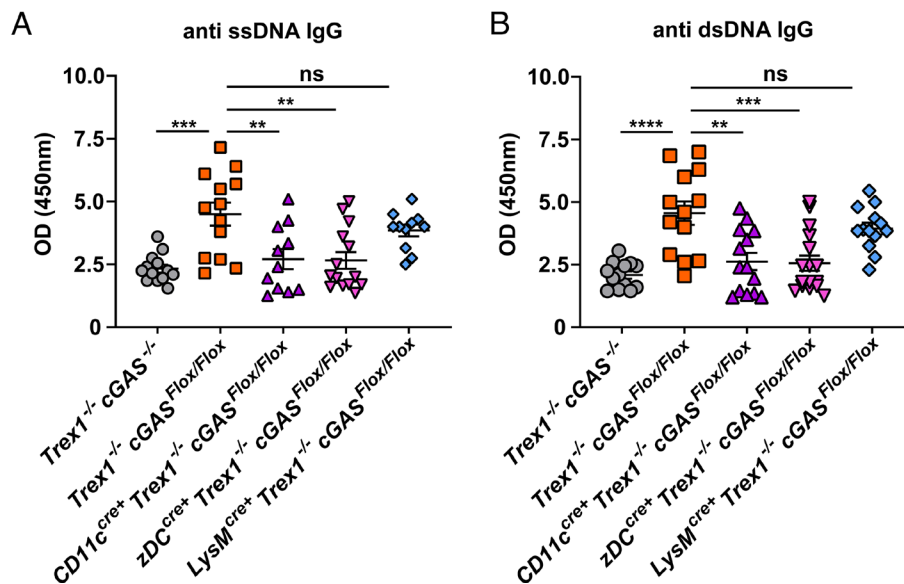 A
anti ssDNA IgG
OD (450nm)
10.0
7.5
5.0
2.5
0
ns
**
*** **
Trex1-/- cGAS-/-
Trex1-/- cGASFlox/Flox
CD11ccre+ Trex1-/- cGASFlox/Flox
zDCcre+ Trex1-/- cGASFlox/Flox
LysMcre+ Trex1-/- cGASFlox/Flox
B
anti dsDNA IgG
OD (450nm)
10.0
7.5
5.0
2.5
0
ns
***
**** **
Trex1-/- cGAS-/-
Trex1-/- cGASFlox/Flox
CD11ccre+ Trex1-/- cGASFlox/Flox
zDCcre+ Trex1-/- cGASFlox/Flox
LysMcre+ Trex1-/- cGASFlox/Flox